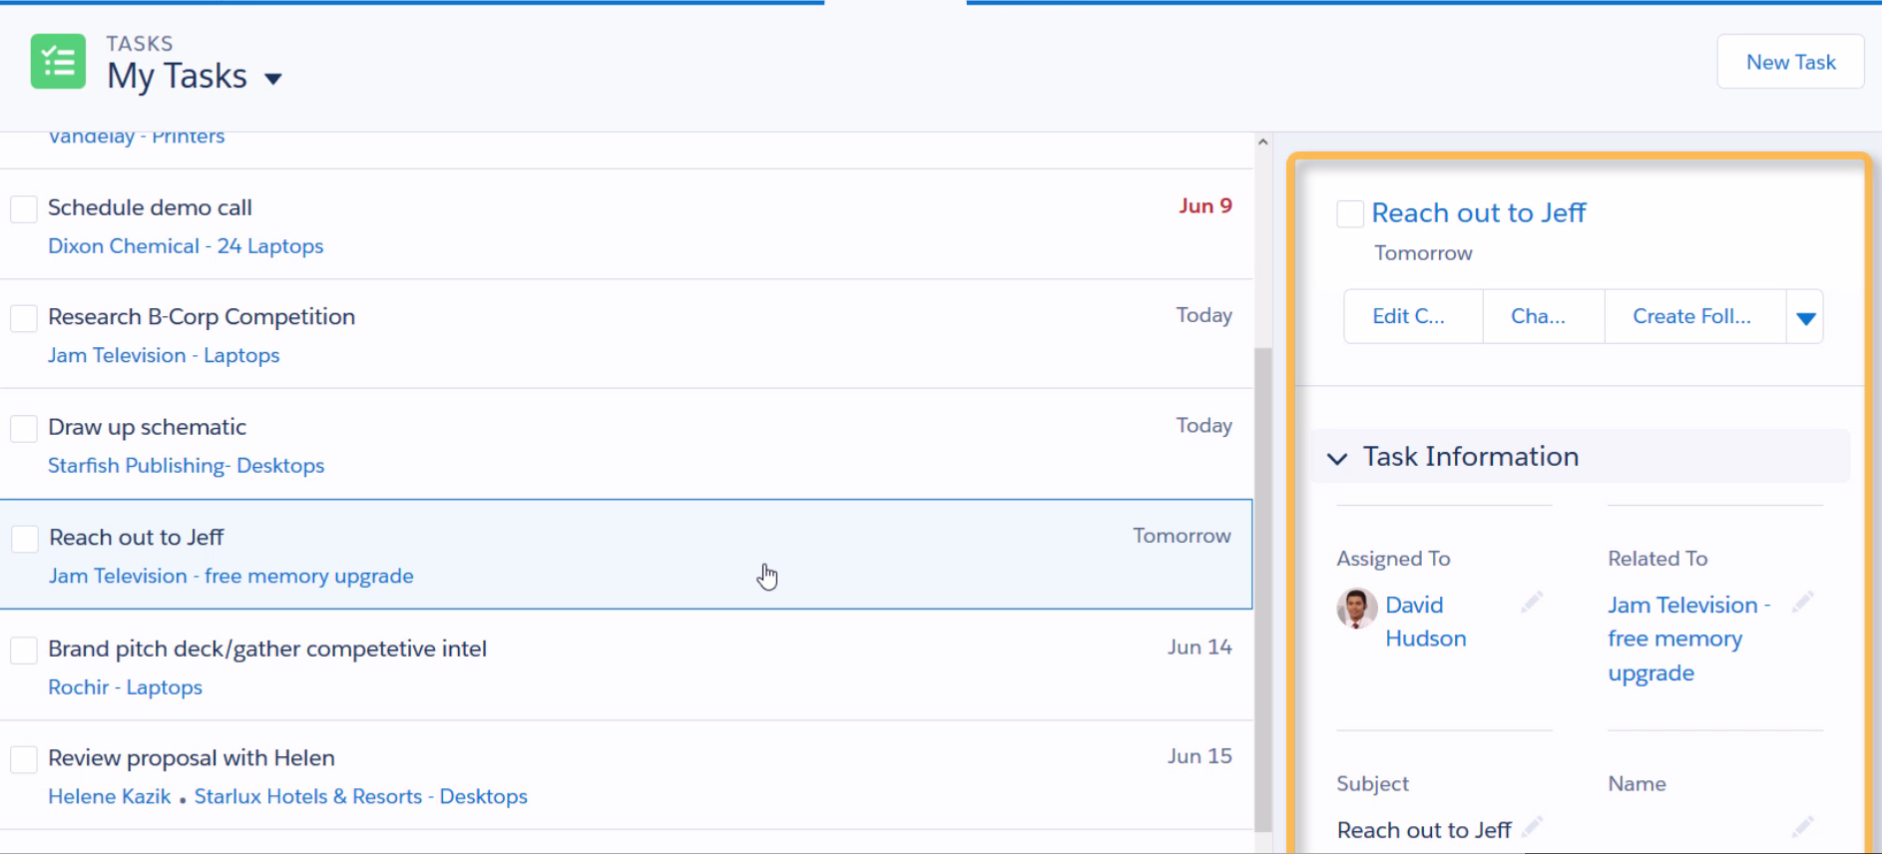 TASKS
My Tasks
New Task
Vandelay - Printers
Schedule demo call
Jun 9
Dixon Chemical - 24 Laptops
Research B-Corp Competition
Today
Jam Television - Laptops
Draw up schematic
Today
Starfish Publishing- Desktops
Reach out to Jeff
Tomorrow
Jam Television - free memory upgrade
Brand pitch deck/gather competetive intel
Jun 14
Rochir - Laptops
Review proposal with Helen
Jun 15
Helene Kazik • Starlux Hotels & Resorts - Desktops
Reach out to Jeff
Tomorrow
Edit C...
Cha...
Create Foll...
Task Information
Assigned To
David
Hudson
Related To
Jam Television -
free memory
upgrade
Subject
Reach out to Jeff
Name